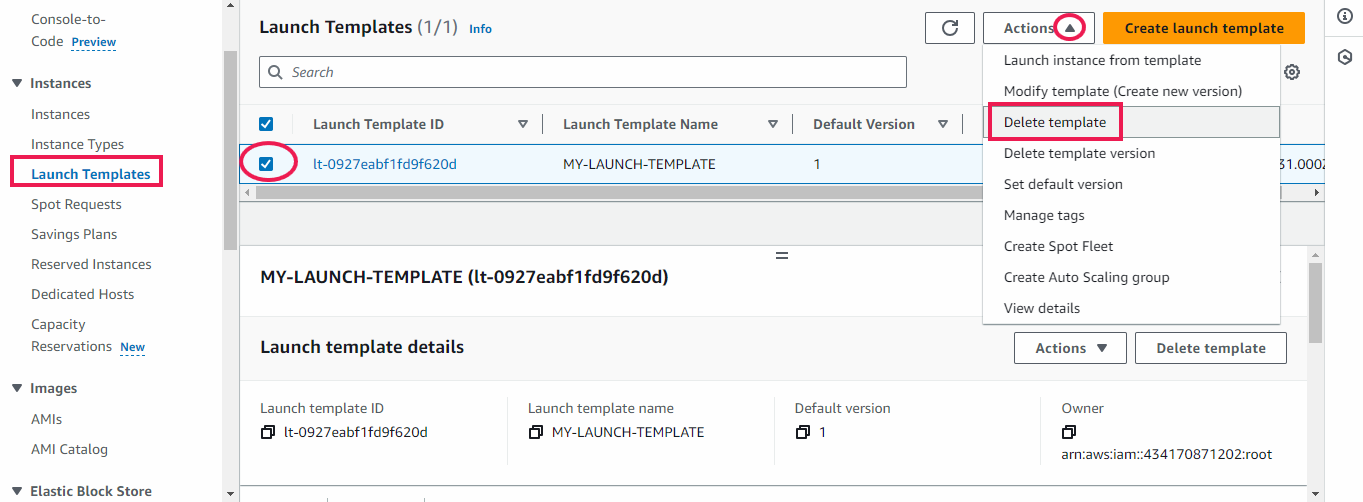 Console-to-
Code Preview
Instances
Instances
Instance Types
Launch Templates
Spot Requests
Savings Plans
Reserved Instances
Dedicated Hosts
Capacity
Reservations New
Images
AMIs
AMI Catalog
Elastic Block Store
Launch Templates (1/1) Info
Actions
Create launch template
Search
Launch instance from template
Modify template (Create new version)
Delete template
Delete template version
Set default version
Manage tags
Create Spot Fleet
Create Auto Scaling group
View details
Launch Template ID Launch Template Name Default Version
lt-0927eabf1fd9f620d MY-LAUNCH-TEMPLATE 1 31.000Z
MY-LAUNCH-TEMPLATE (lt-0927eabf1fd9f620d)
Launch template details Actions Delete template
Launch template ID Launch template name Default version Owner
lt-0927eabf1fd9f620d MY-LAUNCH-TEMPLATE 1
arn:aws:iam::434170871202:root